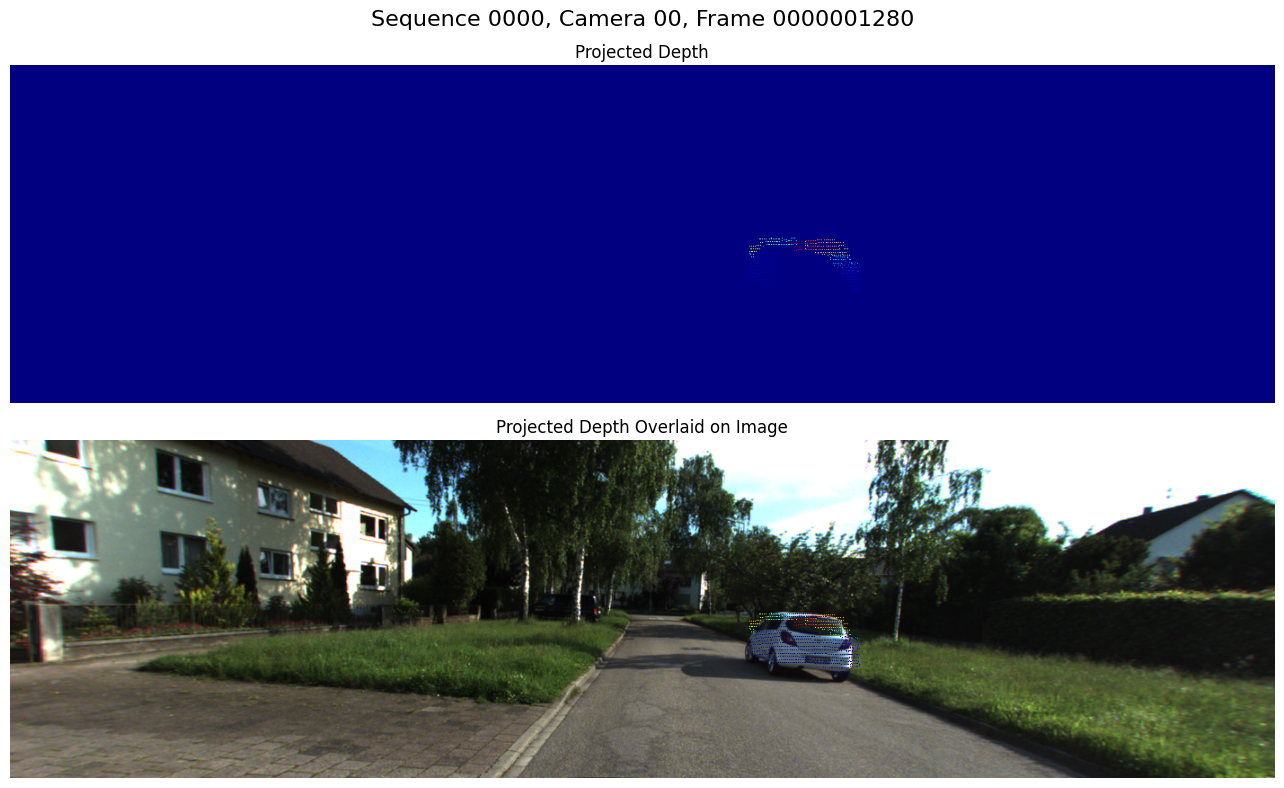 Sequence 0000, Camera 00, Frame 0000001280
Projected Depth
Projected Depth Overlaid on Image